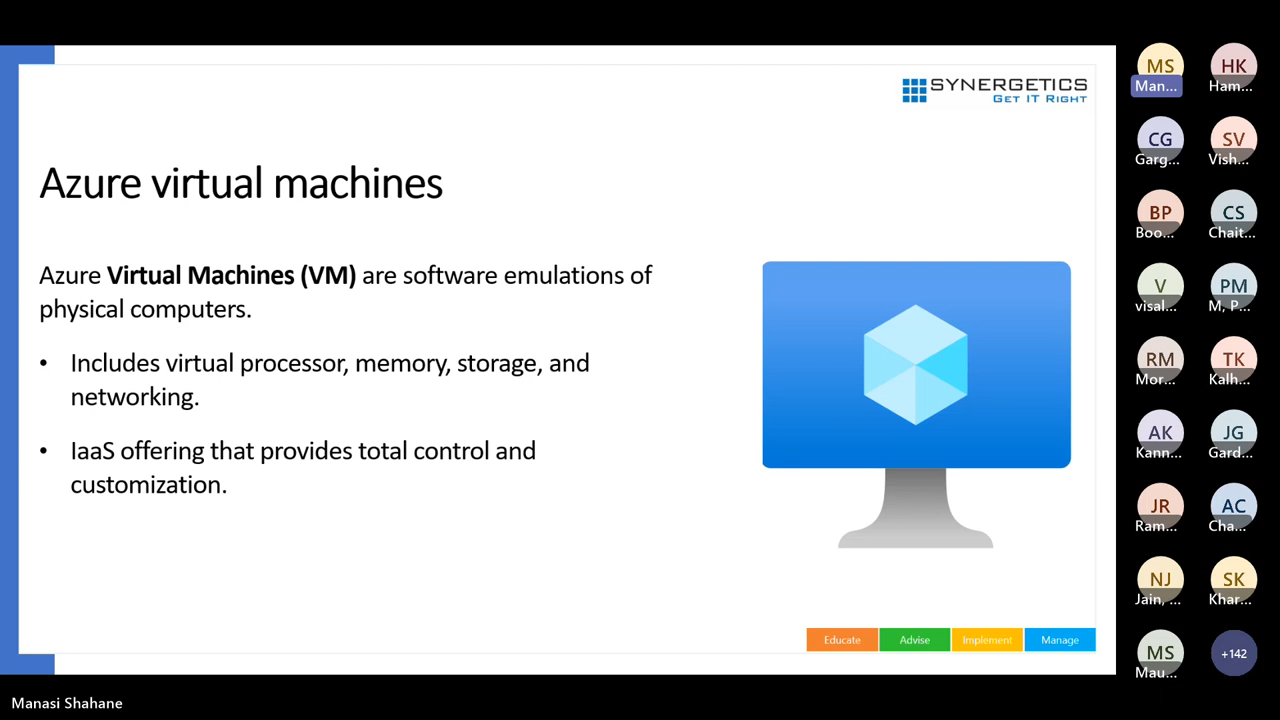 SYNERGETICS
GET IT RIGHT
Azure virtual machines
Azure Virtual Machines (VM) are software emulations of
physical computers.
• Includes virtual processor, memory, storage, and
networking.
• IaaS offering that provides total control and
customization.
Educate Advise Implement Manage
MS HK
Man... Ham...
CG SV
Garg... Vish...
BP CS
Boo... Chait...
V PM
visal... M, P...
RM TK
Mor... Kalh...
AK JG
Kann... Gard...
JR AC
Ram... Cha...
NJ SK
Jain, ... Khar...
MS +142
Mau...
Manasi Shahane